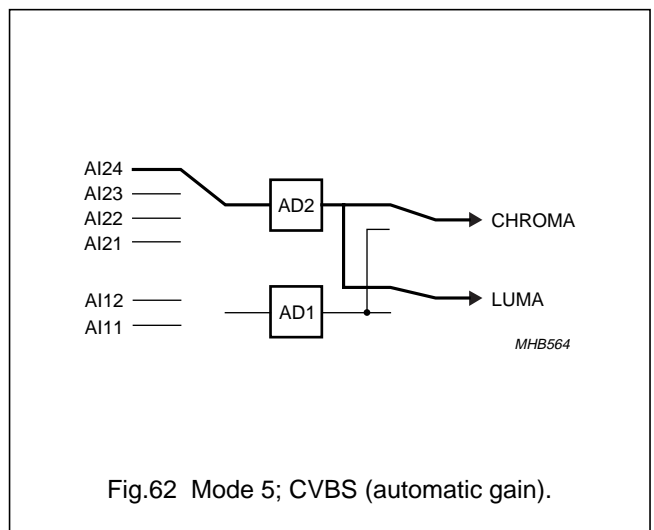 AI24
AI23
AI22
AI21
AD2
CHROMA
AI12
AI11
AD1
LUMA
MHB564
Fig.62 Mode 5; CVBS (automatic gain).